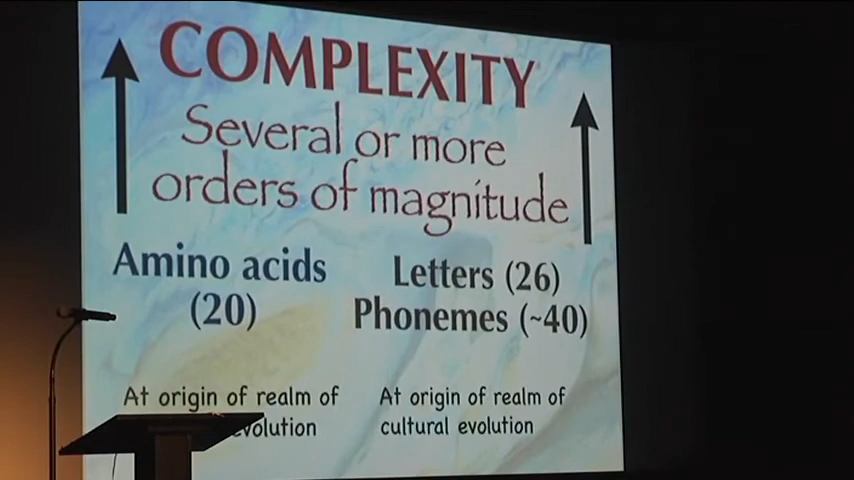 COMPLEXITY
Several or more
orders of magnitude
Amino acids
(20)
Letters (26)
Phonemes (~40)
At origin of realm of
evolution
At origin of realm of
cultural evolution